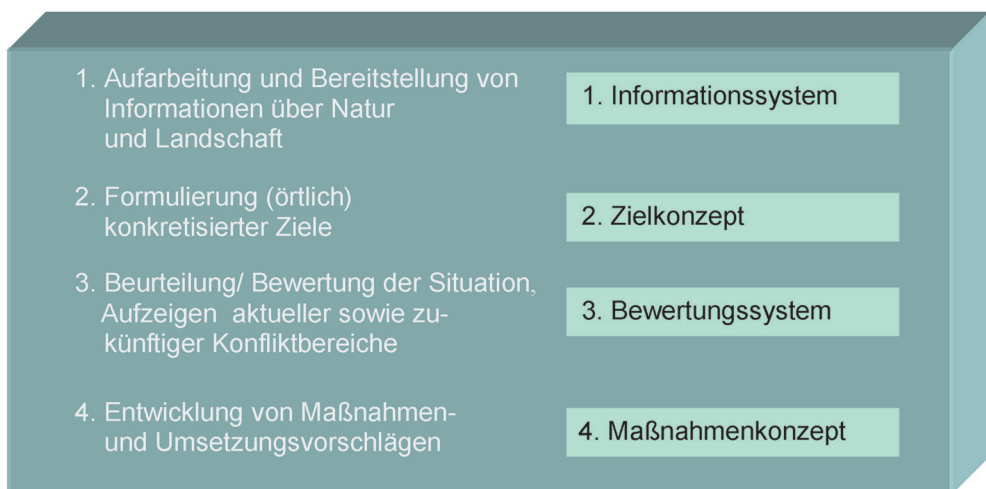 1. Aufarbeitung und Bereitstellung von
Informationen über Natur
und Landschaft
1. Informationssystem
2. Formulierung (örtlich)
konkretisierter Ziele
2. Zielkonzept
3. Beurteilung/ Bewertung der Situation,
Aufzeigen aktueller sowie zu-
künftiger Konfliktbereiche
3. Bewertungssystem
4. Entwicklung von Maßnahmen-
und Umsetzungsvorschlägen
4. Maßnahmenkonzept